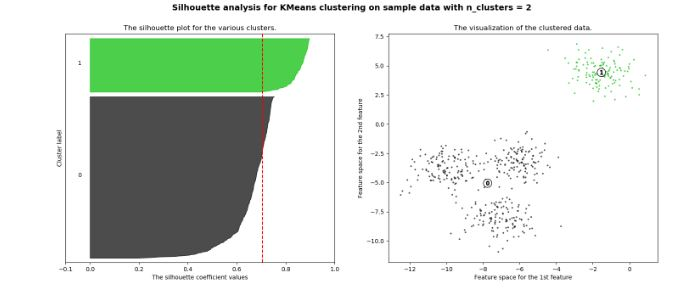 Silhouette analysis for KMeans clustering on sample data with n_clusters = 2
The silhouette plot for the various clusters.
Cluster label
1
0
−0.1 0.0 0.2 0.4 0.6 0.8 1.0
The silhouette coefficient values
The visualization of the clustered data.
Feature space for the 2nd feature
7.5
5.0
2.5
0.0
−2.5
−5.0
−7.5
−10.0
1
0
−12 −10 −8 −6 −4 −2 0
Feature space for the 1st feature